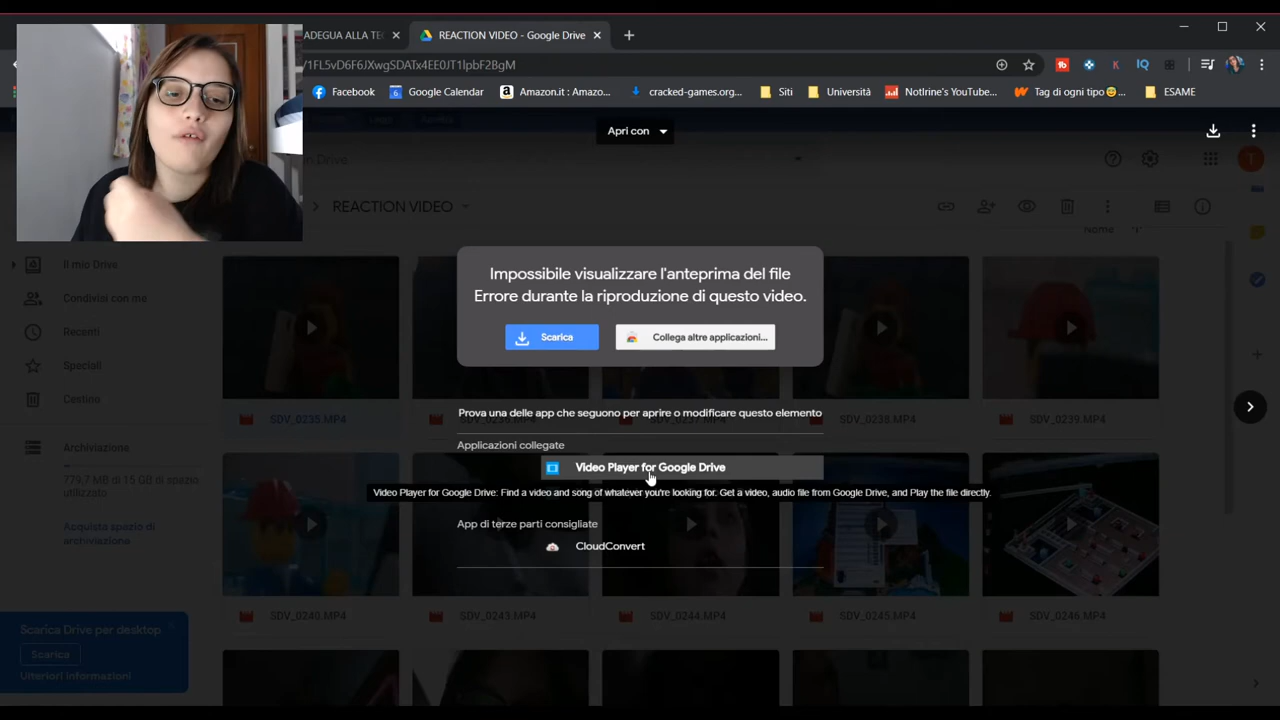 ADEGUA ALLA TEC
REACTION VIDEO - Google Drive
/1FL5vD6F6JXwgSDATx4EE0JT1lpbF2BgM
Facebook
Google Calendar
Amazon.it : Amazo...
cracked-games.org...
Siti
Università
NotIrine's YouTube...
Tag di ogni tipo😅...
ESAME
Apri con
REACTION VIDEO
Nome
Il mio Drive
Condivisi con me
Recenti
Speciali
Cestino
Archiviazione
779.7 MB di 15 GB di spazio
utilizzato
Acquista spazio di
archiviazione
Impossibile visualizzare l'anteprima del file
Errore durante la riproduzione di questo video.
Scarica
Collega altre applicazioni...
Prova una delle app che seguono per aprire o modificare questo elemento
SDV_0235.MP4
SDV_0237.MP4
SDV_0238.MP4
SDV_0239.MP4
Applicazioni collegate
Video Player for Google Drive
Video Player for Google Drive: Find a video and song of whatever you're looking for. Get a video, audio file from Google Drive, and Play the file directly.
App di terze parti consigliate
CloudConvert
SDV_0240.MP4
SDV_0243.MP4
SDV_0244.MP4
SDV_0245.MP4
SDV_0246.MP4
Scarica Drive per desktop
Scarica
Ulteriori informazioni